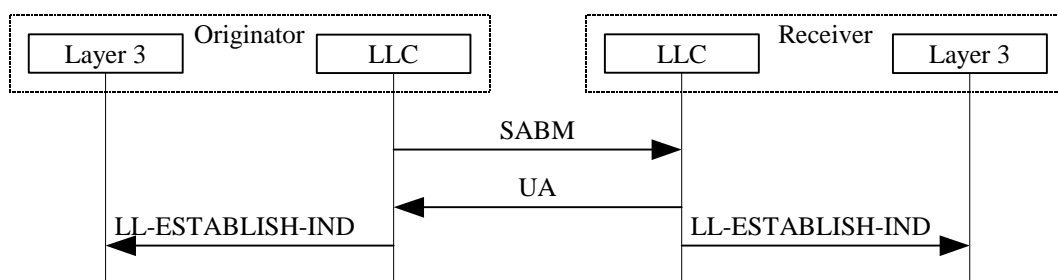 Originator
Receiver
Layer 3
LLC
LLC
Layer 3
SABM
UA
LL-ESTABLISH-IND
LL-ESTABLISH-IND